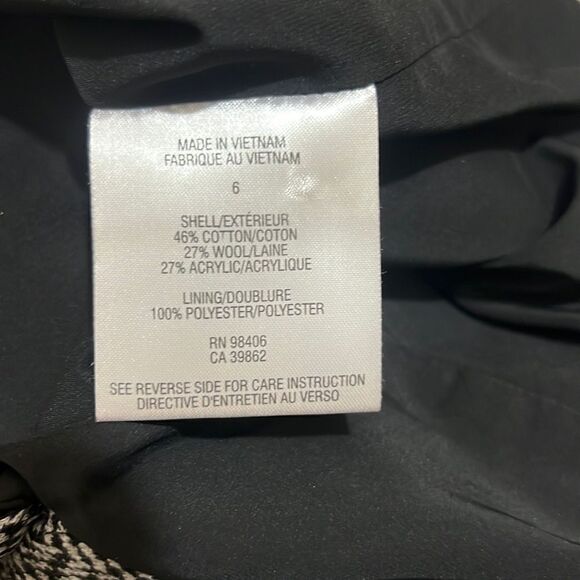 MADE IN VIETNAM
FABRIQUE AU VIETNAM
6
SHELL/EXTÉRIEUR
46% COTTON/COTON
27% WOOL/LAINE
27% ACRYLIC/ACRYLIQUE
LINING/DOUBLURE
100% POLYESTER/POLYESTER
RN 98406
CA 39862
SEE REVERSE SIDE FOR CARE INSTRUCTION
DIRECTIVE D'ENTRETIEN AU VERSO